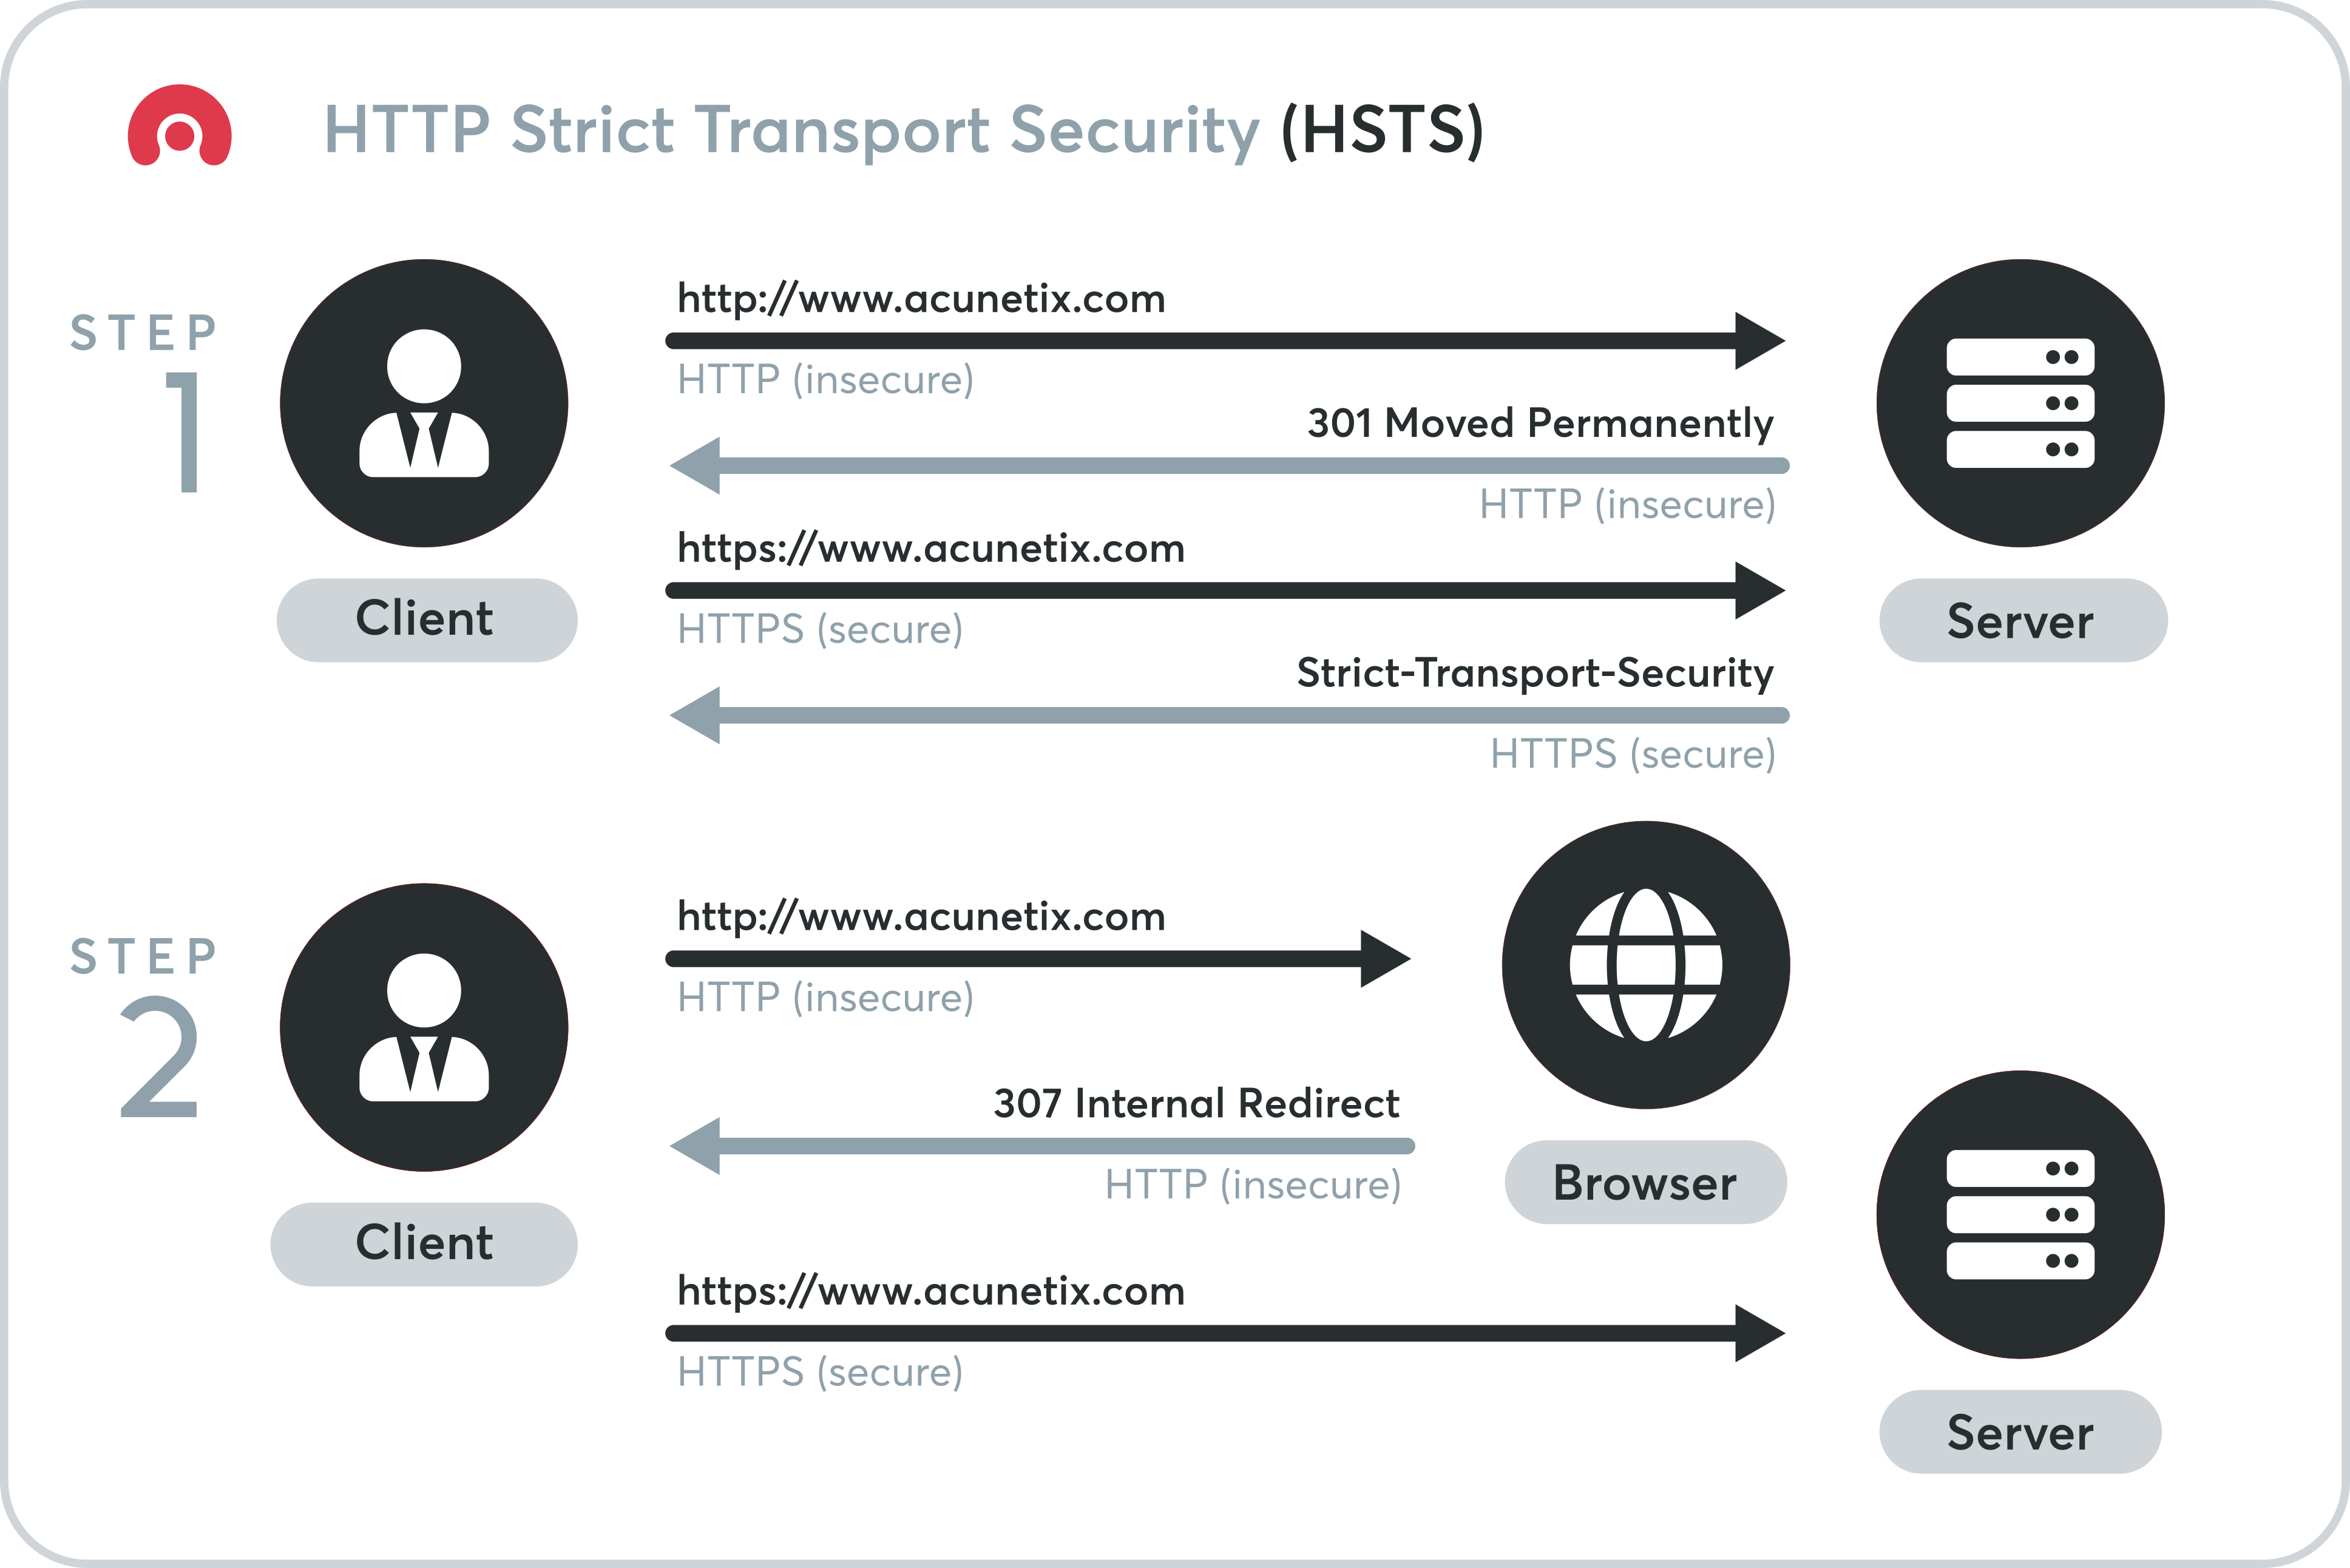 HTTP Strict Transport Security (HSTS)
STEP
1
Client
http://www.acunetix.com
HTTP (insecure)
301 Moved Permanently
HTTP (insecure)
https://www.acunetix.com
HTTPS (secure)
Strict-Transport-Security
HTTPS (secure)
Server
STEP
2
Client
http://www.acunetix.com
HTTP (insecure)
307 Internal Redirect
HTTP (insecure)
Browser
https://www.acunetix.com
HTTPS (secure)
Server